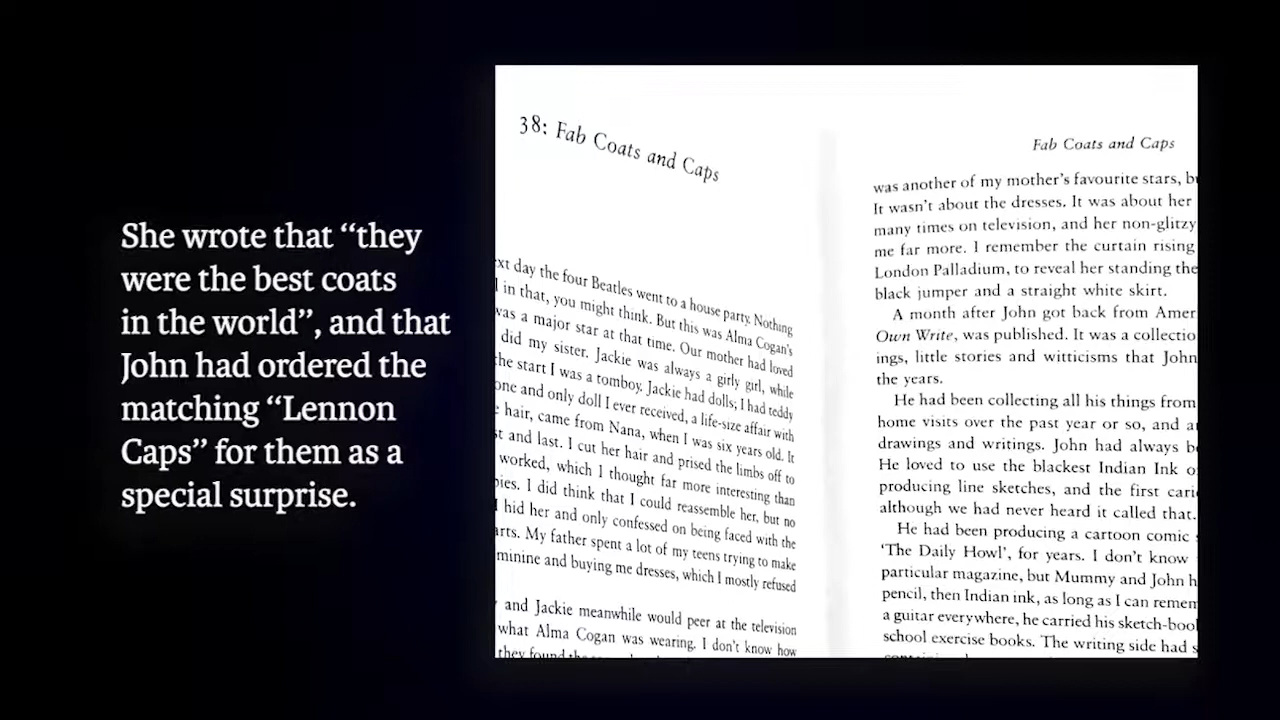 She wrote that “they
were the best coats
in the world”, and that
John had ordered the
matching “Lennon
Caps” for them as a
special surprise.
38: Fab Coats and Caps
day the four Beatles went to a house party. Nothing
in that, you might think. But this was Alma Cogan’s
was a major star at that time. Our mother had loved
did my sister. Jackie was always a girly girl, while
the start I was a tomboy. Jackie had dolls; I had teddy
one and only doll I ever received, a life-size affair with
hair, came from Nana, when I was six years old. It
and last. I cut her hair and prised the limbs off to
worked, which I thought far more interesting than
I did think that I could reassemble her, but no
I hid her and only confessed on being faced with the
My father spent a lot of my teens trying to make
and buying me dresses, which I mostly refused
and Jackie meanwhile would peer at the television
what Alma Cogan was wearing. I don’t know how
they found
Fab Coats and Caps
was another of my mother’s favourite stars,
It wasn’t about the dresses. It was about her
many times on television, and her non-glitzy
me far more. I remember the curtain rising
London Palladium, to reveal her standing
black jumper and a straight white skirt.
A month after John got back from
Own Write, was published. It was a
ings, little stories and witticisms that John
the years.
He had been collecting all his things from
home visits over the past year or so, and
drawings and writings. John had always
He loved to use the blackest Indian Ink
producing line sketches, and the first
although we had never heard it called that.
He had been producing a cartoon comic
‘The Daily Howl’, for years. I don’t know
particular magazine, but Mummy and John
pencil, then Indian ink, as long as I can
a guitar everywhere, he carried his
school exercise books. The writing side had